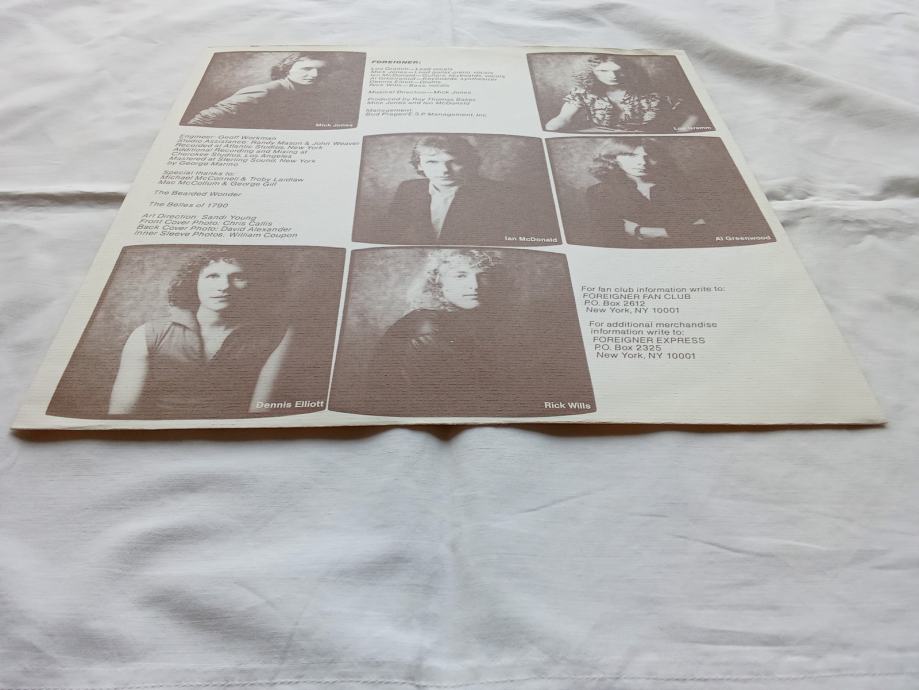 Mick Jones
FOREIGNER:
Lou Gramm—Lead vocals
Mick Jones—Lead guitar, piano, vocals
Ian McDonald—Guitars, keyboards, vocals
Al Greenwood—Keyboards, synthesizer
Dennis Elliott—Drums
Rick Wills—Bass, vocals
Musical Direction—Mick Jones
Produced by Roy Thomas Baker,
Mick Jones and Ian McDonald
Management:
Bud Prager/E.S.P. Management, Inc.
Lou Gramm
Engineer: Geoff Workman
Studio Assistance: Randy Mason & John Weaver
Recorded at Atlantic Studios, New York
Additional Recording and Mixing at
Cherokee Studios, Los Angeles
Mastered at Sterling Sound, New York
by George Marino
Special thanks to:
Michael McConnell & Troby Laidlaw
Mac McCollum & George Gill
The Bearded Wonder
The Belles of 1790
Art Direction: Sandi Young
Front Cover Photo: Chris Callis
Back Cover Photo: David Alexander
Inner Sleeve Photos: William Coupon
Ian McDonald
Al Greenwood
Dennis Elliott
Rick Wills
For fan club information write to:
FOREIGNER FAN CLUB
P.O. Box 2612
New York, NY 10001
For additional merchandise
information write to:
FOREIGNER EXPRESS
P.O. Box 2325
New York, NY 10001